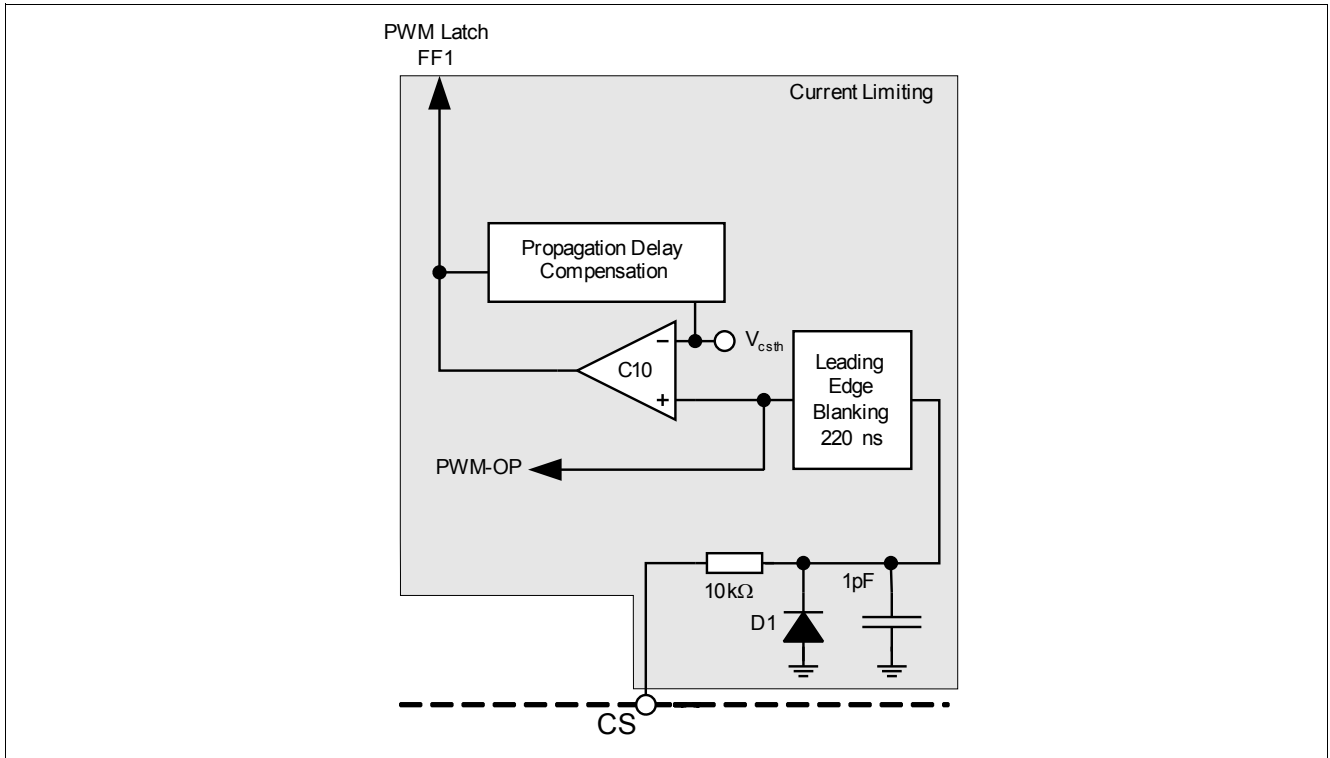 PWM Latch
FF1
Current Limiting
Propagation Delay
Compensation
Vcsth
C10
Leading
Edge
Blanking
220 ns
PWM-OP
10kΩ
1pF
D1
CS